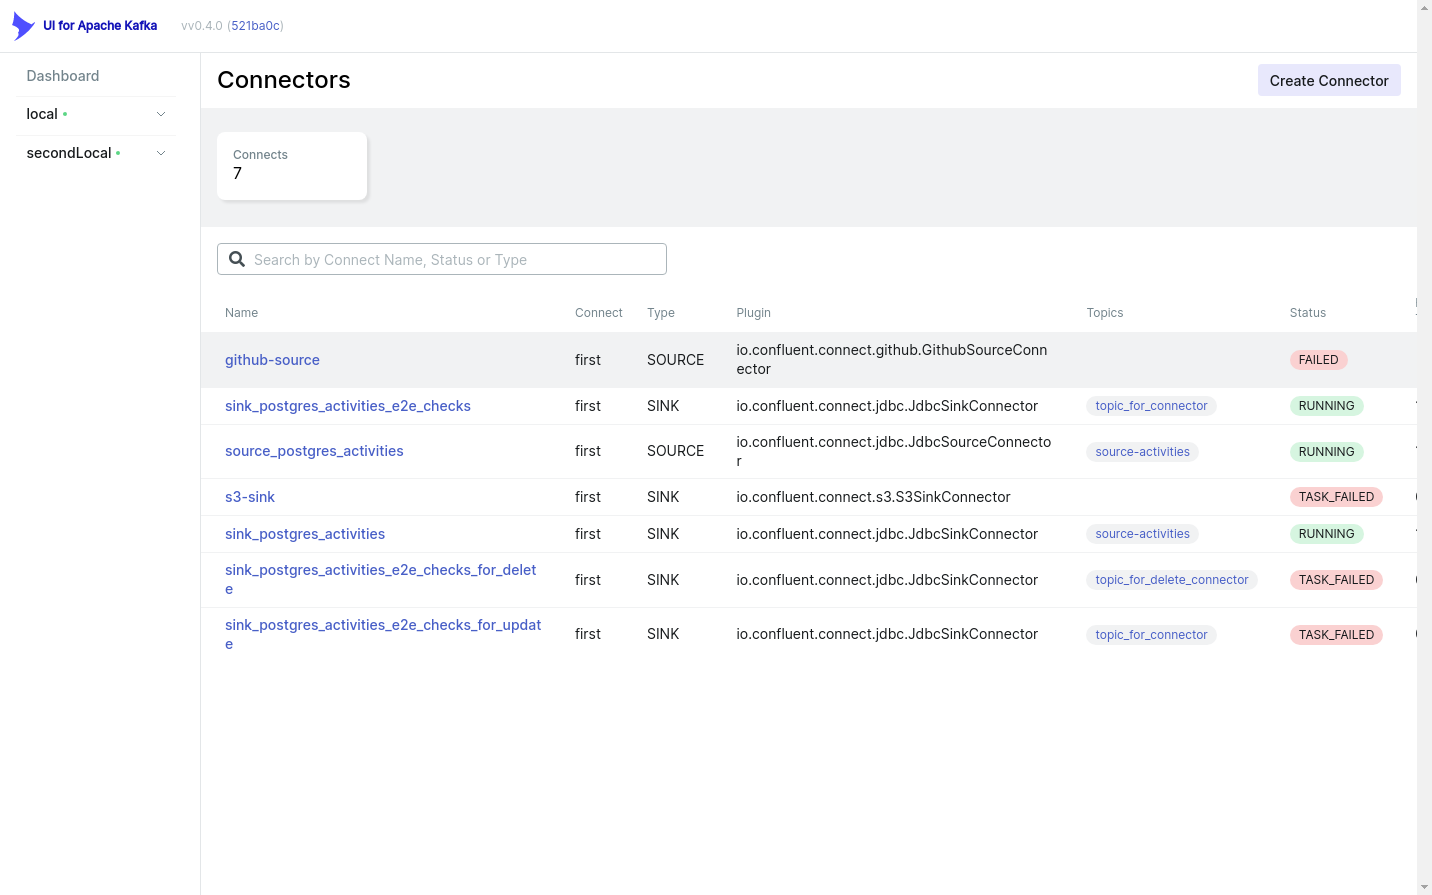 UI for Apache Kafka vv0.4.0 (521ba0c)
Dashboard
local
secondLocal
Connectors
Create Connector
Connects
7
Search by Connect Name, Status or Type
Name Connect Type Plugin Topics Status
github-source first SOURCE io.confluent.connect.github.GithubSourceConn
ector FAILED
sink_postgres_activities_e2e_checks first SINK io.confluent.connect.jdbc.JdbcSinkConnector topic_for_connector RUNNING
source_postgres_activities first SOURCE io.confluent.connect.jdbc.JdbcSourceConnecto
r source-activities RUNNING
s3-sink first SINK io.confluent.connect.s3.S3SinkConnector TASK_FAILED
sink_postgres_activities first SINK io.confluent.connect.jdbc.JdbcSinkConnector source-activities RUNNING
sink_postgres_activities_e2e_checks_for_delet
e first SINK io.confluent.connect.jdbc.JdbcSinkConnector topic_for_delete_connector TASK_FAILED
sink_postgres_activities_e2e_checks_for_updat
e first SINK io.confluent.connect.jdbc.JdbcSinkConnector topic_for_connector TASK_FAILED